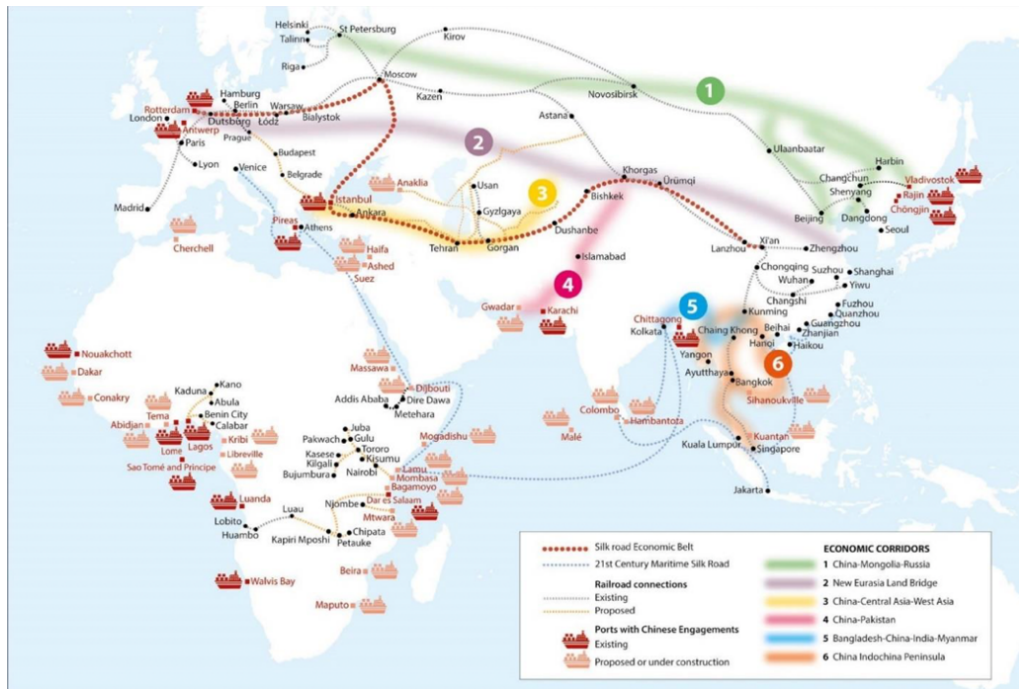 Helsinki
St Petersburg
Talinn
Kirov
Riga
Moscow
Kazen
Novosibirsk
1
Hamburg
Berlin
Rotterdam
Warsaw
London
Dutsburg
Lódz
Bialystok
Antwerp
Prague
Paris
Astana
2
Ulaanbaatar
Harbin
Lyon
Venice
Budapest
Belgrade
Khorgas
Ürümqi
Changchun
Vladivostok
Shenyang
Rajin
Chongjin
Madrid
Istanbul
Anaklia
Usan
3
Bishkek
Beijing
Dangdong
Ankara
Gyzlgaya
Seoul
Pireas
Athens
Dushanbe
Cherchell
Haifa
Tehran
Gorgan
Lanzhou
Xi'an
Zhengzhou
Ashed
Suez
Islamabad
Chongqing
Suzhou
Shanghai
Wuhan
Yiwu
4
Changshi
Gwadar
Karachi
5
Kunming
Fuzhou
Quanzhou
Chittagong
Kolkata
Chaing Khong
Beihai
Guangzhou
Zhanjian
Hanqi
Haikou
Nouakchott
Yangon
6
Dakar
Massawa
Ayutthaya
Bangkok
Conakry
Kano
Kaduna
Abula
Djibouti
Addis Ababa
Dire Dawa
Metehara
Sihanoukville
Tema
Benin City
Abidjan
Calabar
Colombo
Hambantota
Lome
Lagos
Kribi
Juba
Mogadishu
Malé
Kuantan
Libreville
Pakwach
Gulu
Kuala Lumpur
Singapore
Sao Tomé and Principe
Kasese
Tororo
Kilgali
Kisumu
Bujumbura
Nairobi
Lamu
Mombasa
Jakarta
Bagamoyo
Luanda
Dar es Salaam
Njombe
Mtwara
Luau
Lobito
Huambo
Chipata
Kapiri Mposhi
Petauke
Beira
Walvis Bay
Maputo
Silk road Economic Belt
21st Century Maritime Silk Road
Railroad connections
Existing
Proposed
Ports with Chinese Engagements
Existing
Proposed or under construction
ECONOMIC CORRIDORS
1 China-Mongolia-Russia
2 New Eurasia Land Bridge
3 China-Central Asia-West Asia
4 China-Pakistan
5 Bangladesh-China-India-Myanmar
6 China Indochina Peninsula